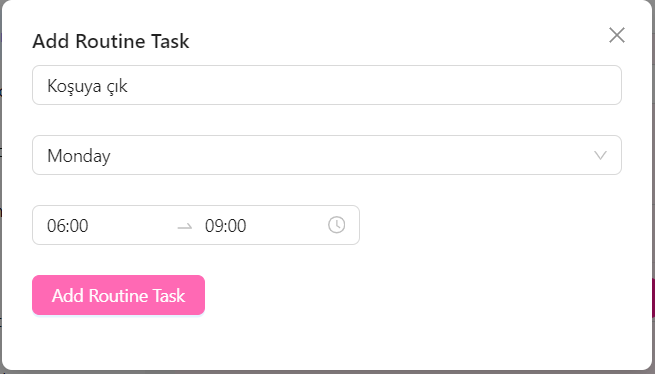 Add Routine Task
Koşuya çık
Monday
06:00 → 09:00
Add Routine Task